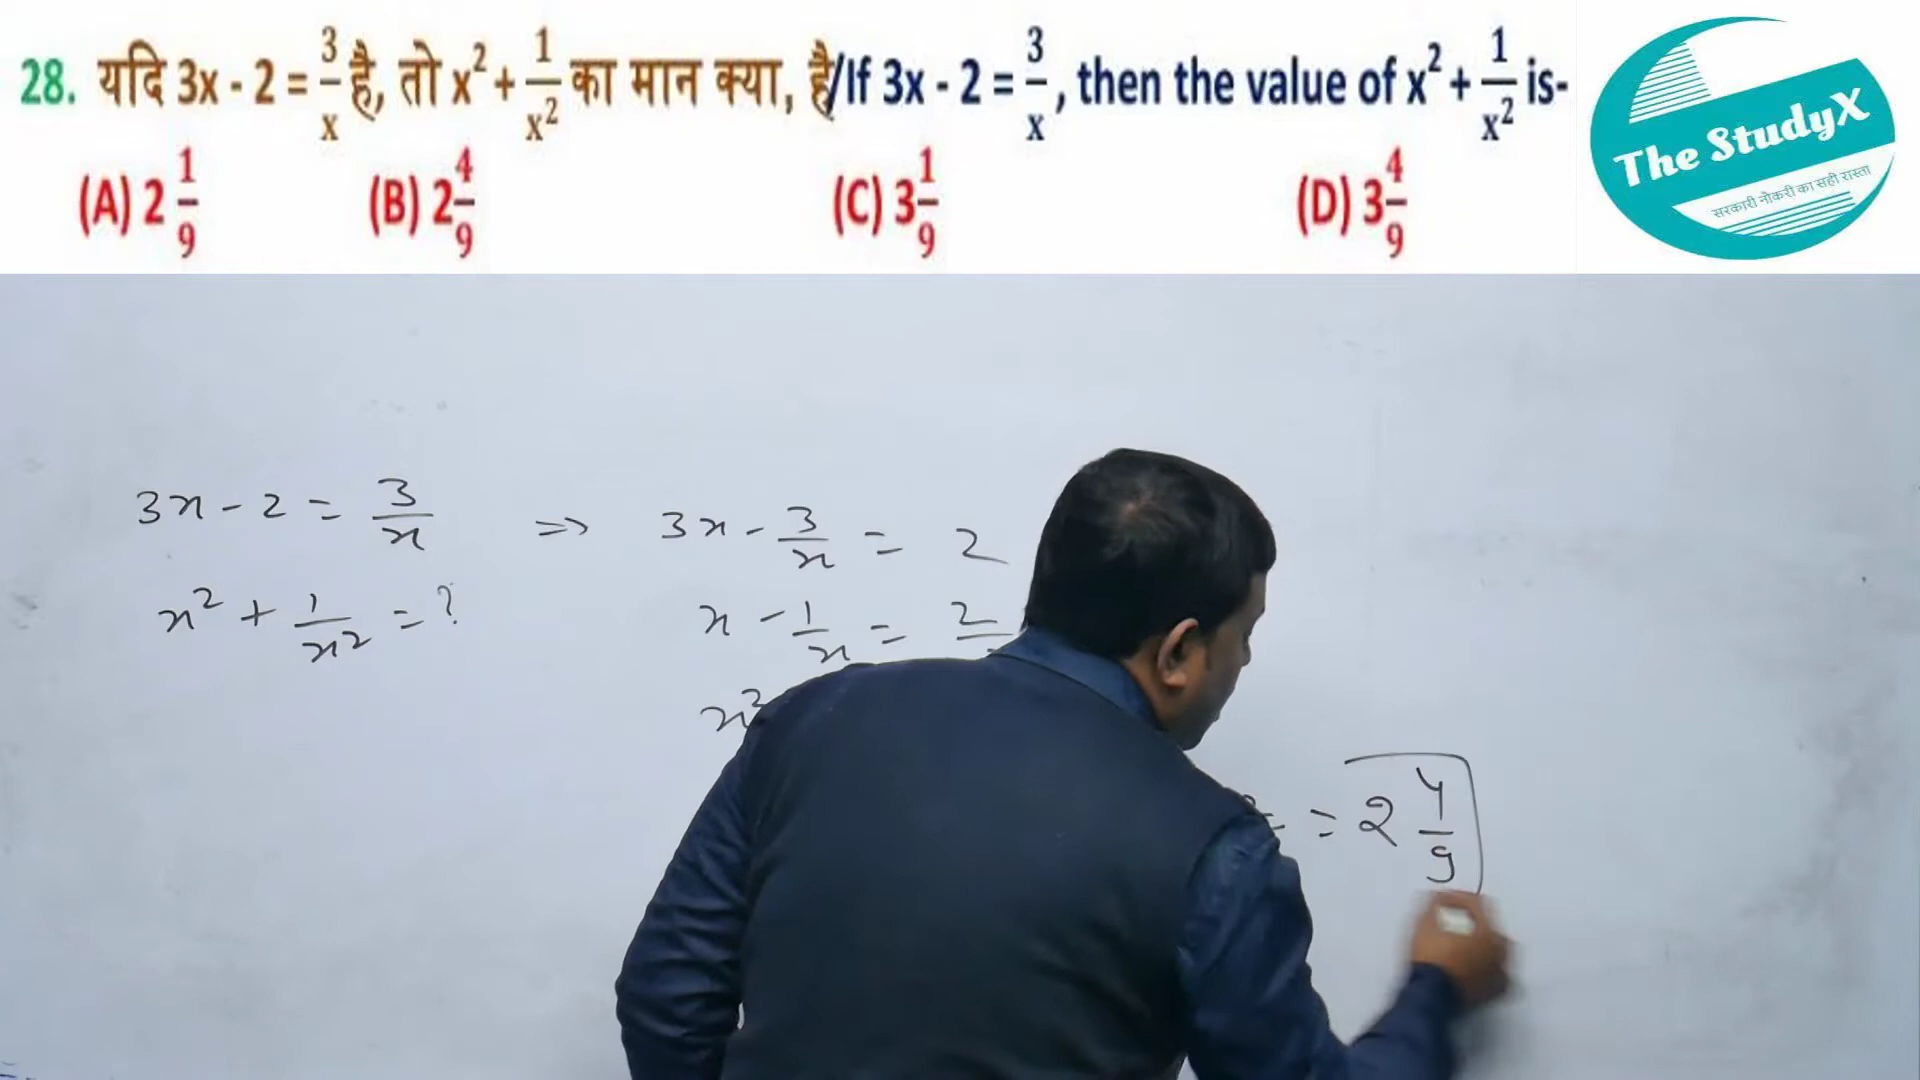 28. यदि 3x - 2 = 3/x है, तो x² + 1/x² का मान क्या, है/If 3x - 2 = 3/x, then the value of x² + 1/x² is-
(A) 2 1/9 (B) 2 4/9 (C) 3 1/9 (D) 3 4/9
The StudyX
सरकारी नौकरी का सही रास्ता
3x - 2 = 3/x ⇒ 3x - 3/x = 2
x² + 1/x² = ? x - 1/x = 2
x²
= 2 4/9